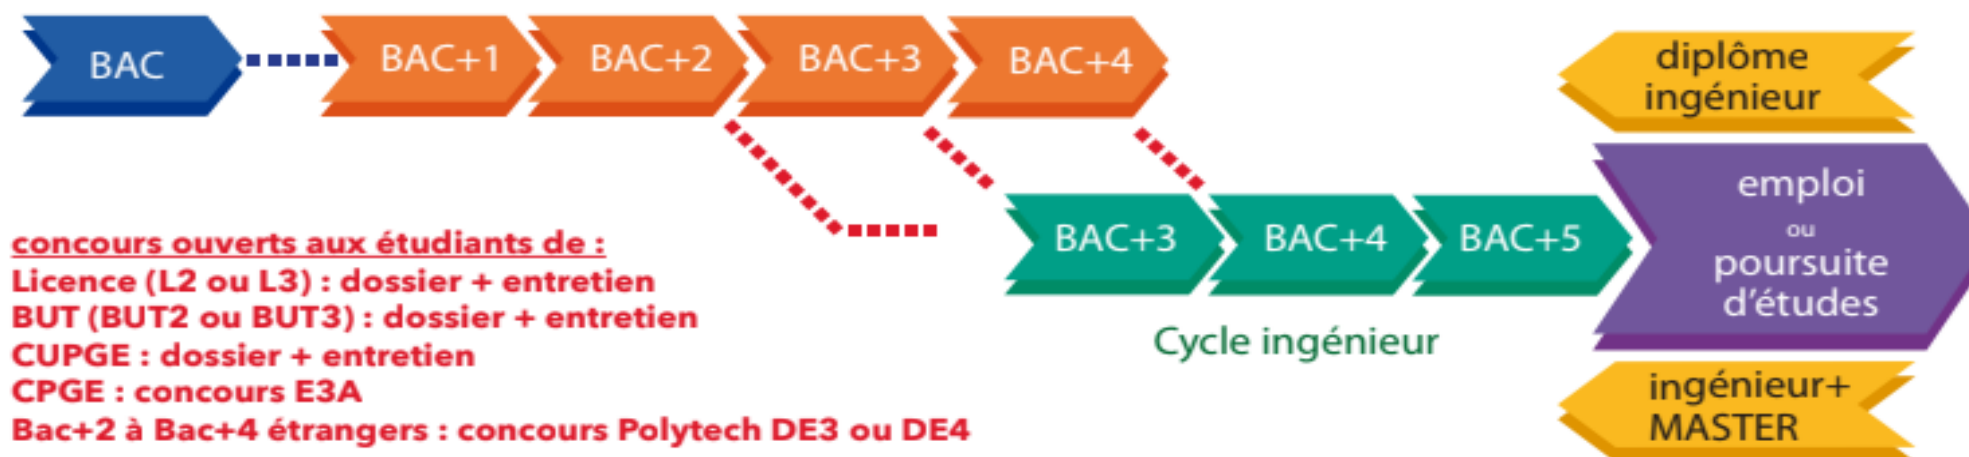 BAC
BAC+1
BAC+2
BAC+3
BAC+4
diplôme
ingénieur
BAC+3
BAC+4
BAC+5
emploi
ou
poursuite
d'études
Cycle ingénieur
ingénieur+
MASTER
concours ouverts aux étudiants de :
Licence (L2 ou L3) : dossier + entretien
BUT (BUT2 ou BUT3) : dossier + entretien
CUPGE : dossier + entretien
CPGE : concours E3A
Bac+2 à Bac+4 étrangers : concours Polytech DE3 ou DE4